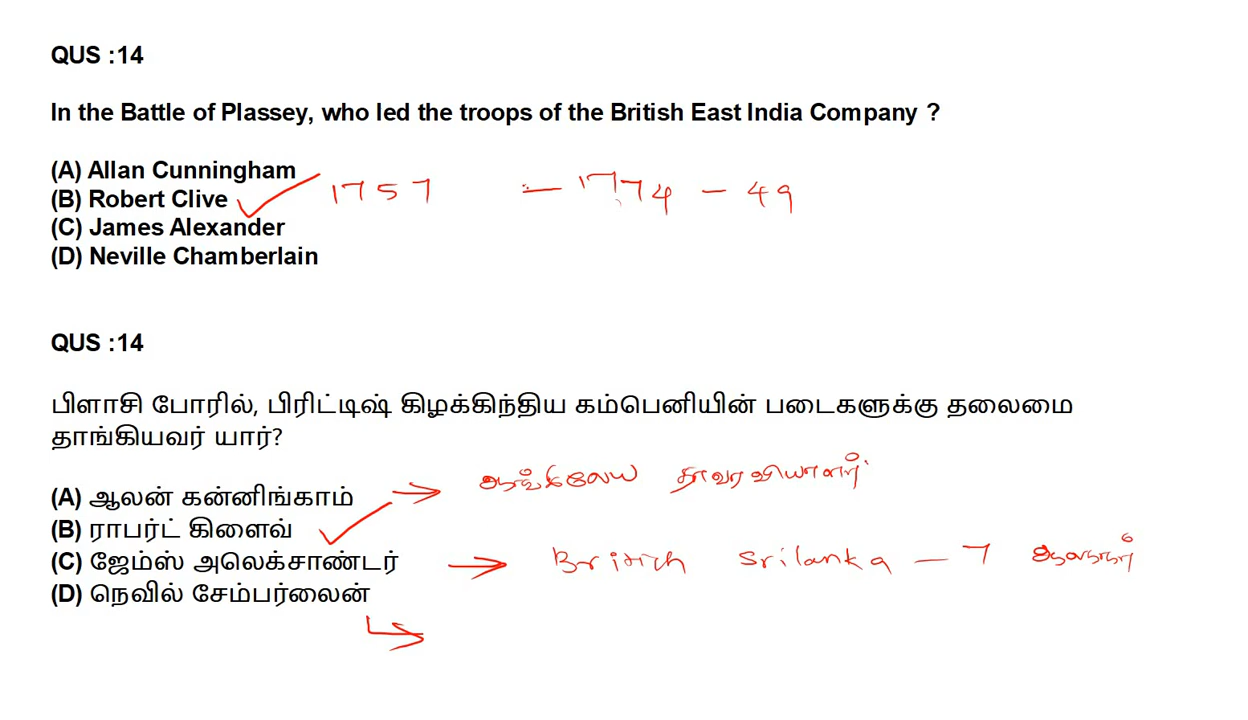 QUS :14
In the Battle of Plassey, who led the troops of the British East India Company ?
(A) Allan Cunningham
(B) Robert Clive
1757 - 1774 - 49
(C) James Alexander
(D) Neville Chamberlain
QUS :14
பிளாசி போரில், பிரிட்டிஷ் கிழக்கிந்திய கம்பெனியின் படைகளுக்கு தலைமை
தாங்கியவர் யார்?
(A) ஆலன் கன்னிங்காம்
ஆங்கிலேய தாவரவியாளர்
(B) ராபர்ட் கிளைவ்
(C) ஜேம்ஸ் அலெக்சாண்டர்
British Srilanka - 7 ஆளுநர்
(D) நெவில் சேம்பர்லைன்